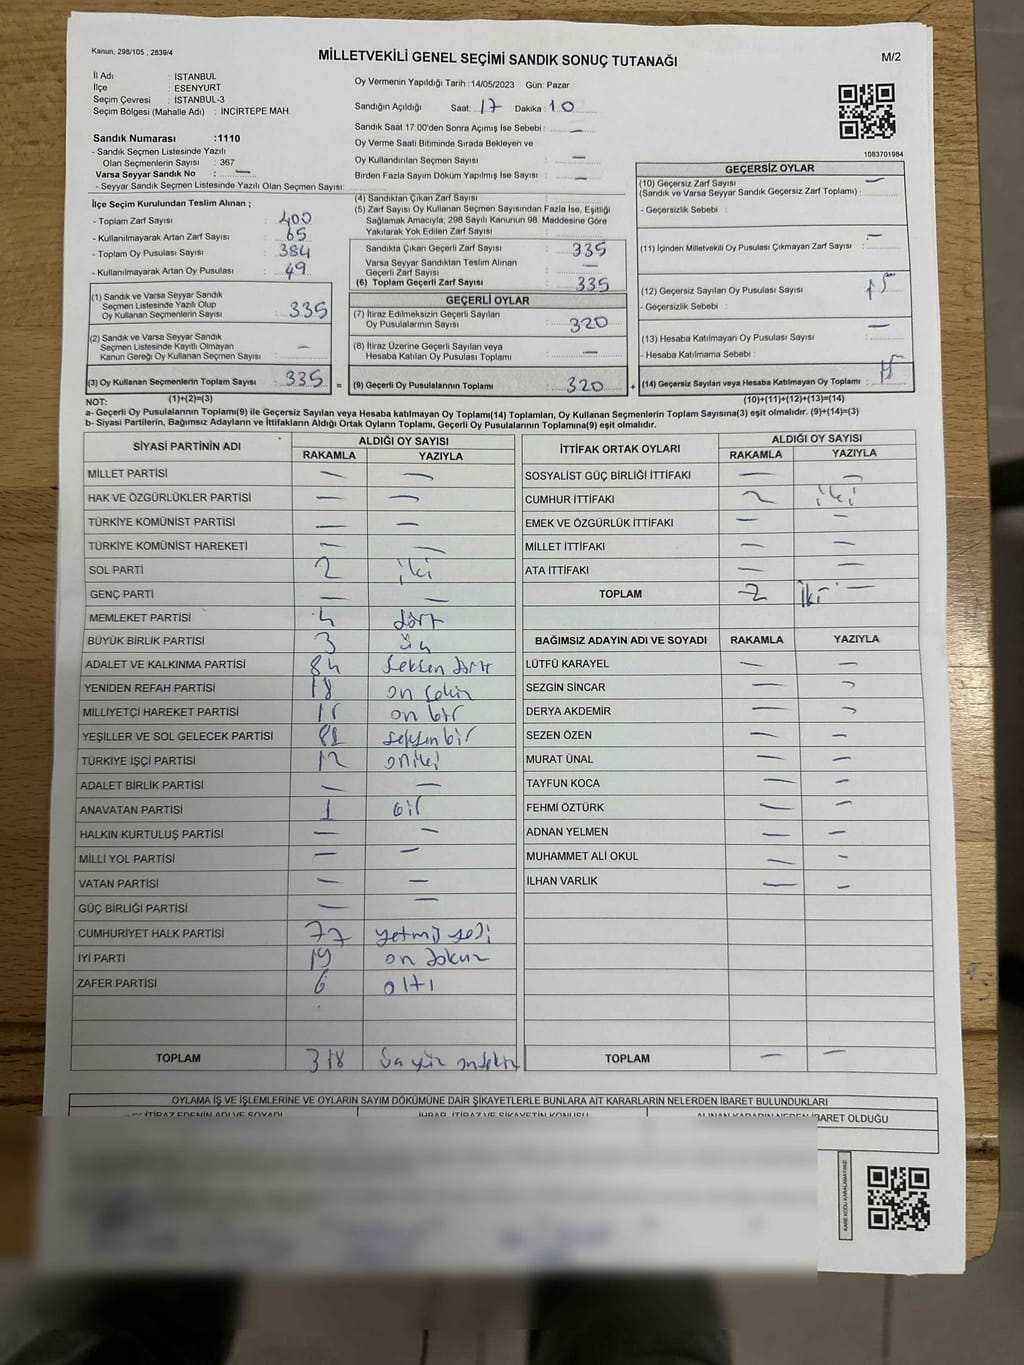 Kanun: 298/105 , 2839/4
MİLLETVEKİLİ GENEL SEÇİMİ SANDIK SONUÇ TUTANAĞI
M/2
İl Adı : İSTANBUL
İlçe : ESENYURT
Seçim Çevresi : İSTANBUL-3
Seçim Bölgesi (Mahalle Adı) : İNCİRTEPE MAH.
Oy Vermenin Yapıldığı Tarih :14/05/2023 Gün: Pazar
Sandığın Açıldığı Saat: 17 Dakika: 10
Sandık Saat 17:00'den Sonra Açımış İse Sebebi : —
Oy Verme Saati Bitiminde Sırada Bekleyen ve
Oy Kullandırılan Seçmen Sayısı : —
Birden Fazla Sayım Döküm Yapılmış İse Sayısı : —
1083701984
Sandık Numarası :1110
- Sandık Seçmen Listesinde Yazılı
Olan Seçmenlerin Sayısı : 367
Varsa Seyyar Sandık No : —
- Seyyar Sandık Seçmen Listesinde Yazılı Olan Seçmen Sayısı:
İlçe Seçim Kurulundan Teslim Alınan ;
- Toplam Zarf Sayısı : 400
- Kullanılmayarak Artan Zarf Sayısı : 65
- Toplam Oy Pusulası Sayısı : 384
- Kullanılmayarak Artan Oy Pusulası : 49
(1) Sandık ve Varsa Seyyar Sandık
Seçmen Listesinde Yazılı Olup
Oy Kullanan Seçmenlerin Sayısı : 335
(2) Sandık ve Varsa Seyyar Sandık
Seçmen Listesinde Kayıtlı Olmayan
Kanun Gereği Oy Kullanan Seçmen Sayısı : —
(3) Oy Kullanan Seçmenlerin Toplam Sayısı : 335 =
(1)+(2)=(3)
(4) Sandıktan Çıkan Zarf Sayısı :
(5) Zarf Sayısı Oy Kullanan Seçmen Sayısından Fazla İse, Eşitliği
Sağlamak Amacıyla; 298 Sayılı Kanunun 98. Maddesine Göre
Yakılarak Yok Edilen Zarf Sayısı :
Sandıkta Çıkan Geçerli Zarf Sayısı : 335
Varsa Seyyar Sandıktan Teslim Alınan
Geçerli Zarf Sayısı : —
(6) Toplam Geçerli Zarf Sayısı : 335
GEÇERLİ OYLAR
(7) İtiraz Edilmeksizin Geçerli Sayılan
Oy Pusulalarının Sayısı : 320
(8) İtiraz Üzerine Geçerli Sayılan veya
Hesaba Katılan Oy Pusulası Toplamı : —
(9) Geçerli Oy Pusulalarının Toplamı : 320 +
GEÇERSİZ OYLAR
(10) Geçersiz Zarf Sayısı : —
(Sandık ve Varsa Seyyar Sandık Geçersiz Zarf Toplamı) :
- Geçersizlik Sebebi :
(11) İçinden Milletvekili Oy Pusulası Çıkmayan Zarf Sayısı : —
(12) Geçersiz Sayılan Oy Pusulası Sayısı : 15
- Geçersizlik Sebebi :
(13) Hesaba Katılmayan Oy Pusulası Sayısı : —
- Hesaba Katılmama Sebebi :
(14) Geçersiz Sayılan veya Hesaba Katılmayan Oy Toplamı : 15
(10)+(11)+(12)+(13)=(14)
NOT:
a- Geçerli Oy Pusulalarının Toplamı(9) ile Geçersiz Sayılan veya Hesaba katılmayan Oy Toplamı(14) Toplamları, Oy Kullanan Seçmenlerin Toplam Sayısına(3) eşit olmalıdır. (9)+(14)=(3)
b- Siyasi Partilerin, Bağımsız Adayların ve İttifakların Aldığı Ortak Oyların Toplamı, Geçerli Oy Pusulalarının Toplamına(9) eşit olmalıdır.
SİYASİ PARTİNİN ADI ALDIĞI OY SAYISI
RAKAMLA YAZIYLA
MİLLET PARTİSİ — —
HAK VE ÖZGÜRLÜKLER PARTİSİ — —
TÜRKİYE KOMÜNİST PARTİSİ — —
TÜRKİYE KOMÜNİST HAREKETİ — —
SOL PARTİ 2 iki
GENÇ PARTİ — —
MEMLEKET PARTİSİ 4 dört
BÜYÜK BİRLİK PARTİSİ 3 üç
ADALET VE KALKINMA PARTİSİ 84 seksen dört
YENİDEN REFAH PARTİSİ 18 on sekiz
MİLLİYETÇİ HAREKET PARTİSİ 11 on bir
YEŞİLLER VE SOL GELECEK PARTİSİ 81 seksen bir
TÜRKİYE İŞÇİ PARTİSİ 12 on iki
ADALET BİRLİK PARTİSİ — —
ANAVATAN PARTİSİ 1 bir
HALKIN KURTULUŞ PARTİSİ — —
MİLLİ YOL PARTİSİ — —
VATAN PARTİSİ — —
GÜÇ BİRLİĞİ PARTİSİ — —
CUMHURİYET HALK PARTİSİ 77 yetmiş yedi
İYİ PARTİ 19 on dokuz
ZAFER PARTİSİ 6 altı
TOPLAM 318
İTTİFAK ORTAK OYLARI ALDIĞI OY SAYISI
RAKAMLA YAZIYLA
SOSYALİST GÜÇ BİRLİĞİ İTTİFAKI — —
CUMHUR İTTİFAKI 2 iki
EMEK VE ÖZGÜRLÜK İTTİFAKI — —
MİLLET İTTİFAKI — —
ATA İTTİFAKI — —
TOPLAM 2 iki —
BAĞIMSIZ ADAYIN ADI VE SOYADI RAKAMLA YAZIYLA
LÜTFÜ KARAYEL — —
SEZGİN SİNCAR — —
DERYA AKDEMİR — —
SEZEN ÖZEN — —
MURAT ÜNAL — —
TAYFUN KOCA — —
FEHMİ ÖZTÜRK — —
ADNAN YELMEN — —
MUHAMMET ALİ OKUL — —
İLHAN VARLIK — —
TOPLAM — —
OYLAMA İŞ VE İŞLEMLERİNE VE OYLARIN SAYIM DÖKÜMÜNE DAİR ŞİKAYETLERLE BUNLARA AİT KARARLARIN NELERDEN İBARET BULUNDUKLARI
İTİRAZ EDENİN ADI VE SOYADI İHBAR, İTİRAZ VE ŞİKAYETİN KONUSU ALINAN KARARIN NEDEN İBARET OLDUĞU
KARE KODU KARALAMAYINIZ!